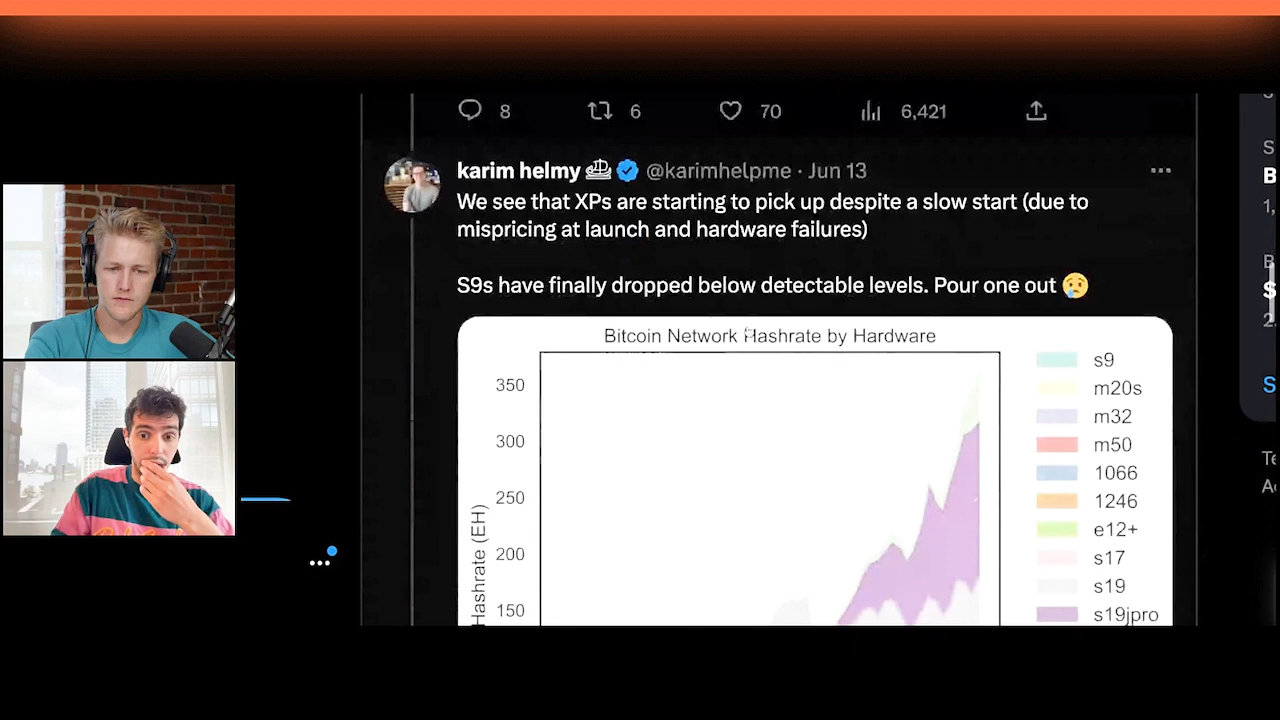 8 6 70 6,421
karim helmy @karimhelpme · Jun 13
We see that XPs are starting to pick up despite a slow start (due to
mispricing at launch and hardware failures)
S9s have finally dropped below detectable levels. Pour one out 😢
Bitcoin Network Hashrate by Hardware
350
300
250
200
150
Hashrate (EH)
s9
m20s
m32
m50
1066
1246
e12+
s17
s19
s19jpro